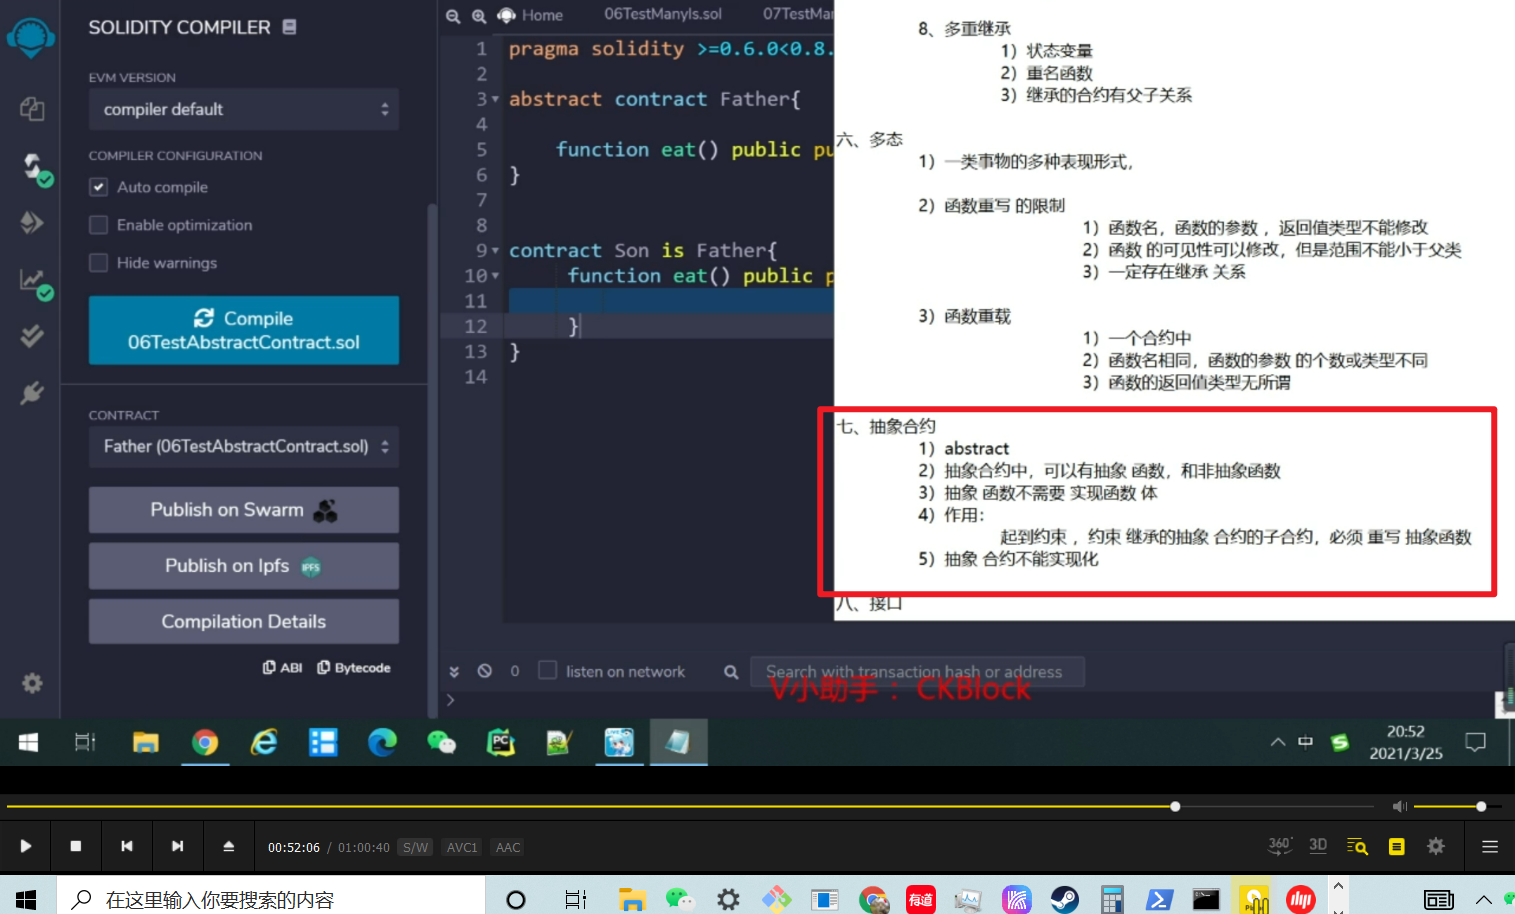 SOLIDITY COMPILER
EVM VERSION
compiler default
COMPILER CONFIGURATION
Auto compile
Enable optimization
Hide warnings
Compile
06TestAbstractContract.sol
CONTRACT
Father (06TestAbstractContract.sol)
Publish on Swarm
Publish on Ipfs
IPFS
Compilation Details
ABI Bytecode
Home 06TestManyIs.sol 07TestMa
1 pragma solidity >=0.6.0<0.8.
2
3 abstract contract Father{
4
5 function eat() public pu
6 }
7
8
9 contract Son is Father{
10 function eat() public p
11
12 }
13 }
14
8、多重继承
1）状态变量
2）重名函数
3）继承的合约有父子关系
六、多态
1）一类事物的多种表现形式,
2）函数重写 的限制
1）函数名，函数的参数 ，返回值类型不能修改
2）函数 的可见性可以修改，但是范围不能小于父类
3）一定存在继承 关系
3）函数重载
1）一个合约中
2）函数名相同，函数的参数 的个数或类型不同
3）函数的返回值类型无所谓
七、抽象合约
1）abstract
2）抽象合约中，可以有抽象 函数，和非抽象函数
3）抽象 函数不需要 实现函数 体
4）作用：
起到约束 ，约束 继承的抽象 合约的子合约，必须 重写 抽象函数
5）抽象 合约不能实现化
八、接口
0 listen on network
Search with transaction hash or address
V小助手：CKBlock
中
20:52
2021/3/25
00:52:06 / 01:00:40 S/W AVC1 AAC
360° 3D
在这里输入你要搜索的内容
有道